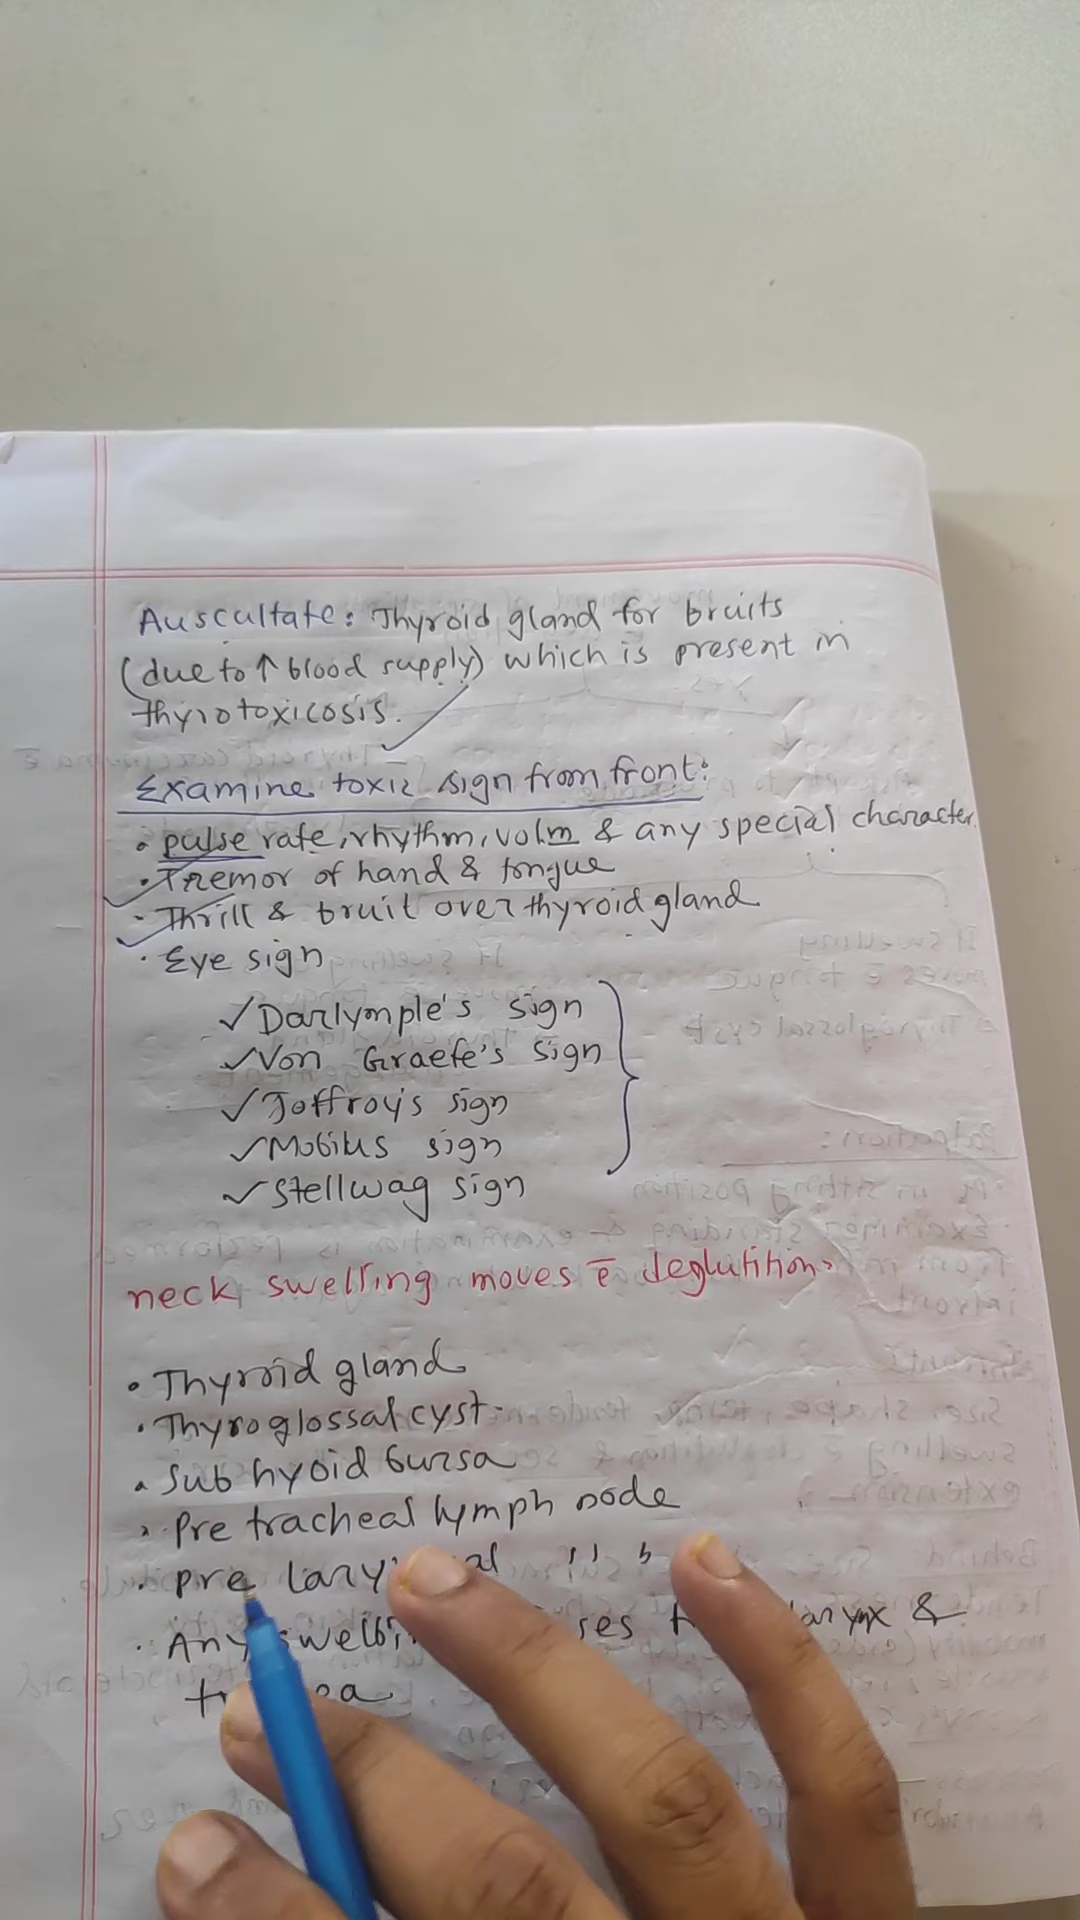 Auscultate: Thyroid gland for bruits
(due to ↑ blood supply) which is present in
thyrotoxicosis.
Examine toxic sign from front:
• pulse rate, rhythm, volm & any special character
• Tremor of hand & tongue
• Thrill & bruit over thyroid gland
• Eye sign
✓ Darlymple's sign
✓ Von Graefe's sign
✓ Joffroy's sign
✓ Mobius sign
✓ Stellwag sign
neck swelling moves c̄ deglutition.
• Thyroid gland
• Thyroglossal cyst.
• Sub hyoid bursa
• Pre tracheal lymph node
• Pre
• Any &